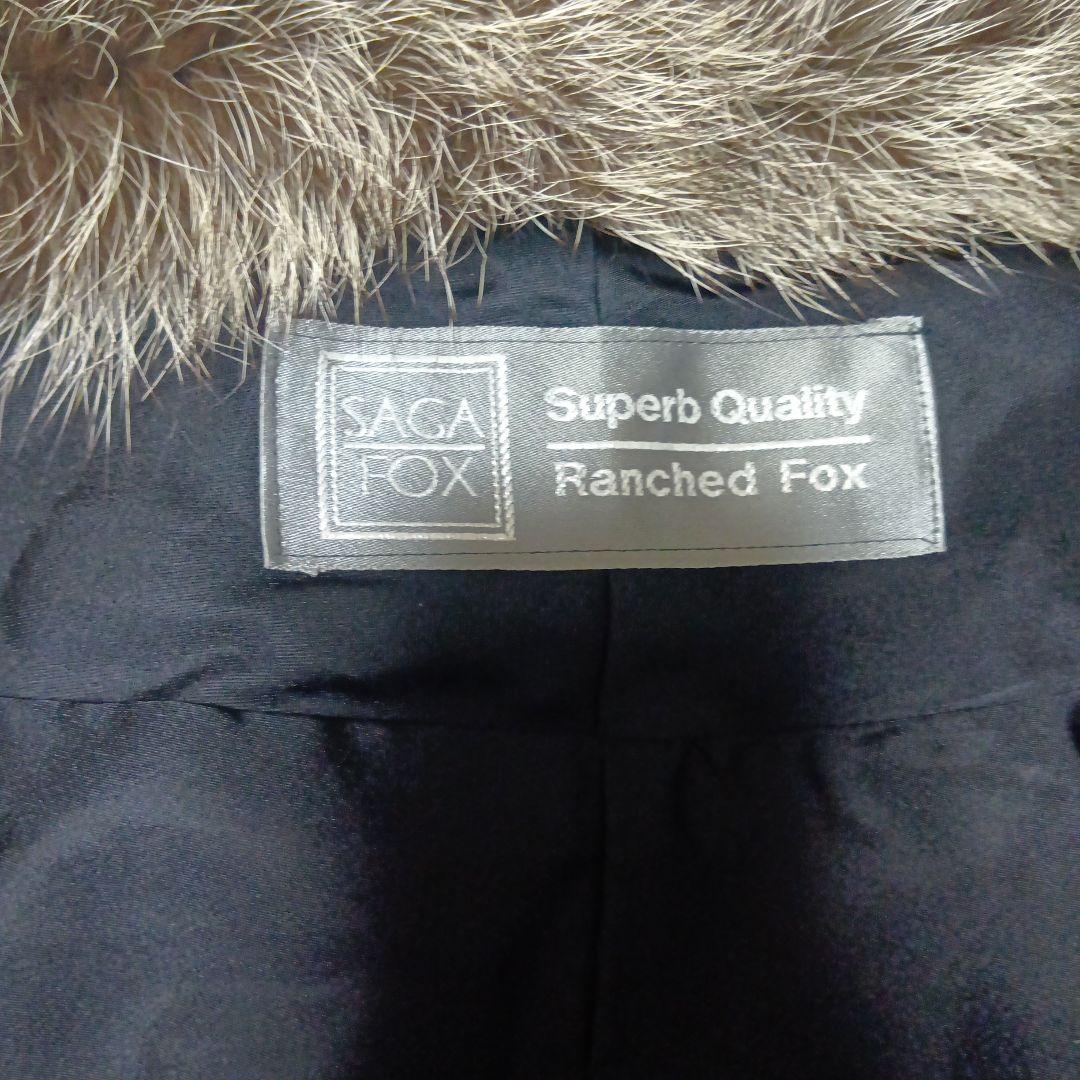 SAGA
FOX
Superb Quality
Ranched Fox